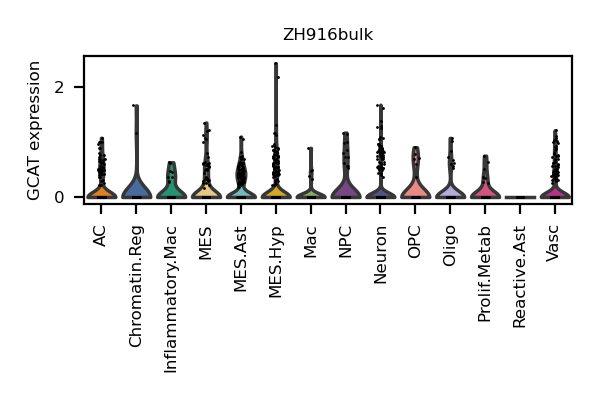 ZH916bulk
GCAT expression
2
0
AC
Chromatin.Reg
Inflammatory.Mac
MES
MES.Ast
MES.Hyp
Mac
NPC
Neuron
OPC
Oligo
Prolif.Metab
Reactive.Ast
Vasc